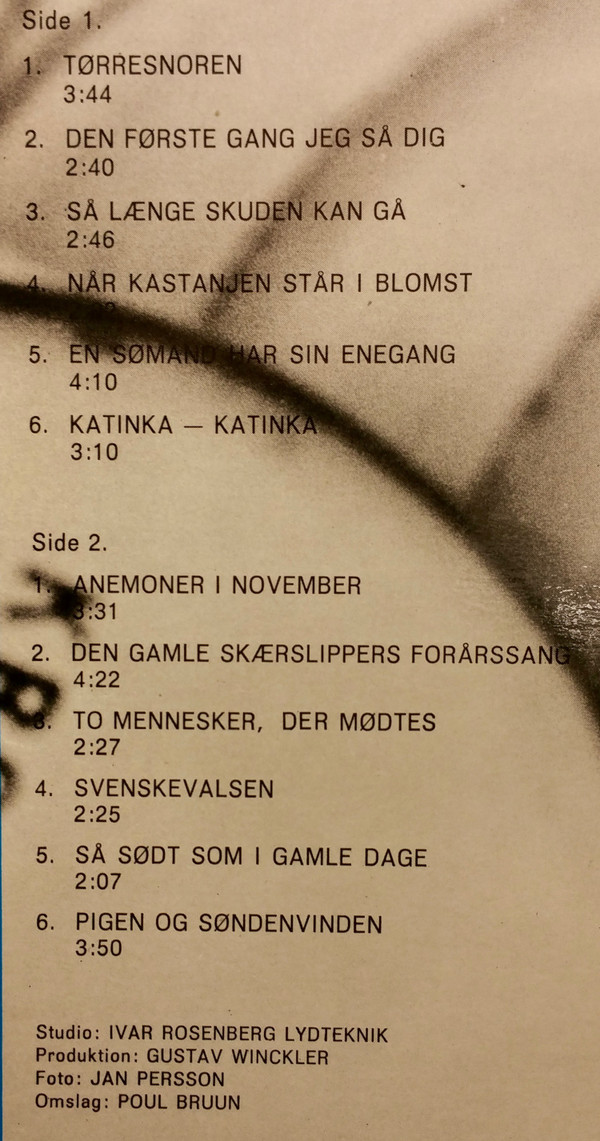 Side 1.
1. TØRRESNOREN
3:44
2. DEN FØRSTE GANG JEG SÅ DIG
2:40
3. SÅ LÆNGE SKUDEN KAN GÅ
2:46
4. NÅR KASTANJEN STÅR I BLOMST
5. EN SØMAND HAR SIN ENEGANG
4:10
6. KATINKA — KATINKA
3:10
Side 2.
1. ANEMONER I NOVEMBER
3:31
2. DEN GAMLE SKÆRSLIPPERS FORÅRSSANG
4:22
3. TO MENNESKER, DER MØDTES
2:27
4. SVENSKEVALSEN
2:25
5. SÅ SØDT SOM I GAMLE DAGE
2:07
6. PIGEN OG SØNDENVINDEN
3:50
Studio: IVAR ROSENBERG LYDTEKNIK
Produktion: GUSTAV WINCKLER
Foto: JAN PERSSON
Omslag: POUL BRUUN